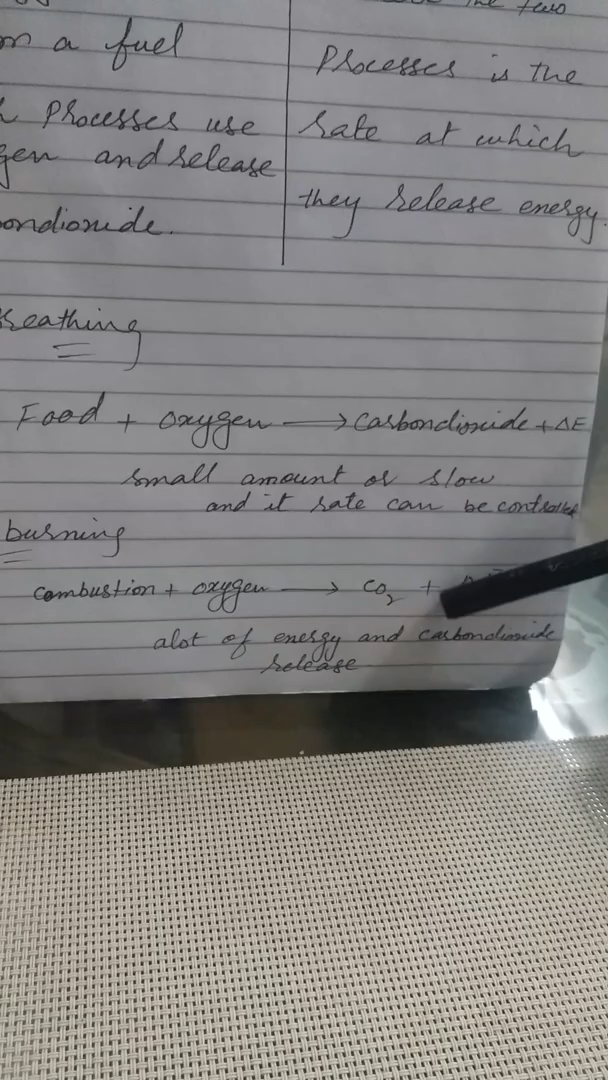 the two
a fuel
Processes use
and release
Processes is the
rate at which
they release energy.
Food + oxygen → Carbondioxide + ΔE
small amount or slow
and it rate can be controlled
burning
combustion + oxygen → CO₂ +
alot of energy and carbondioxide
release